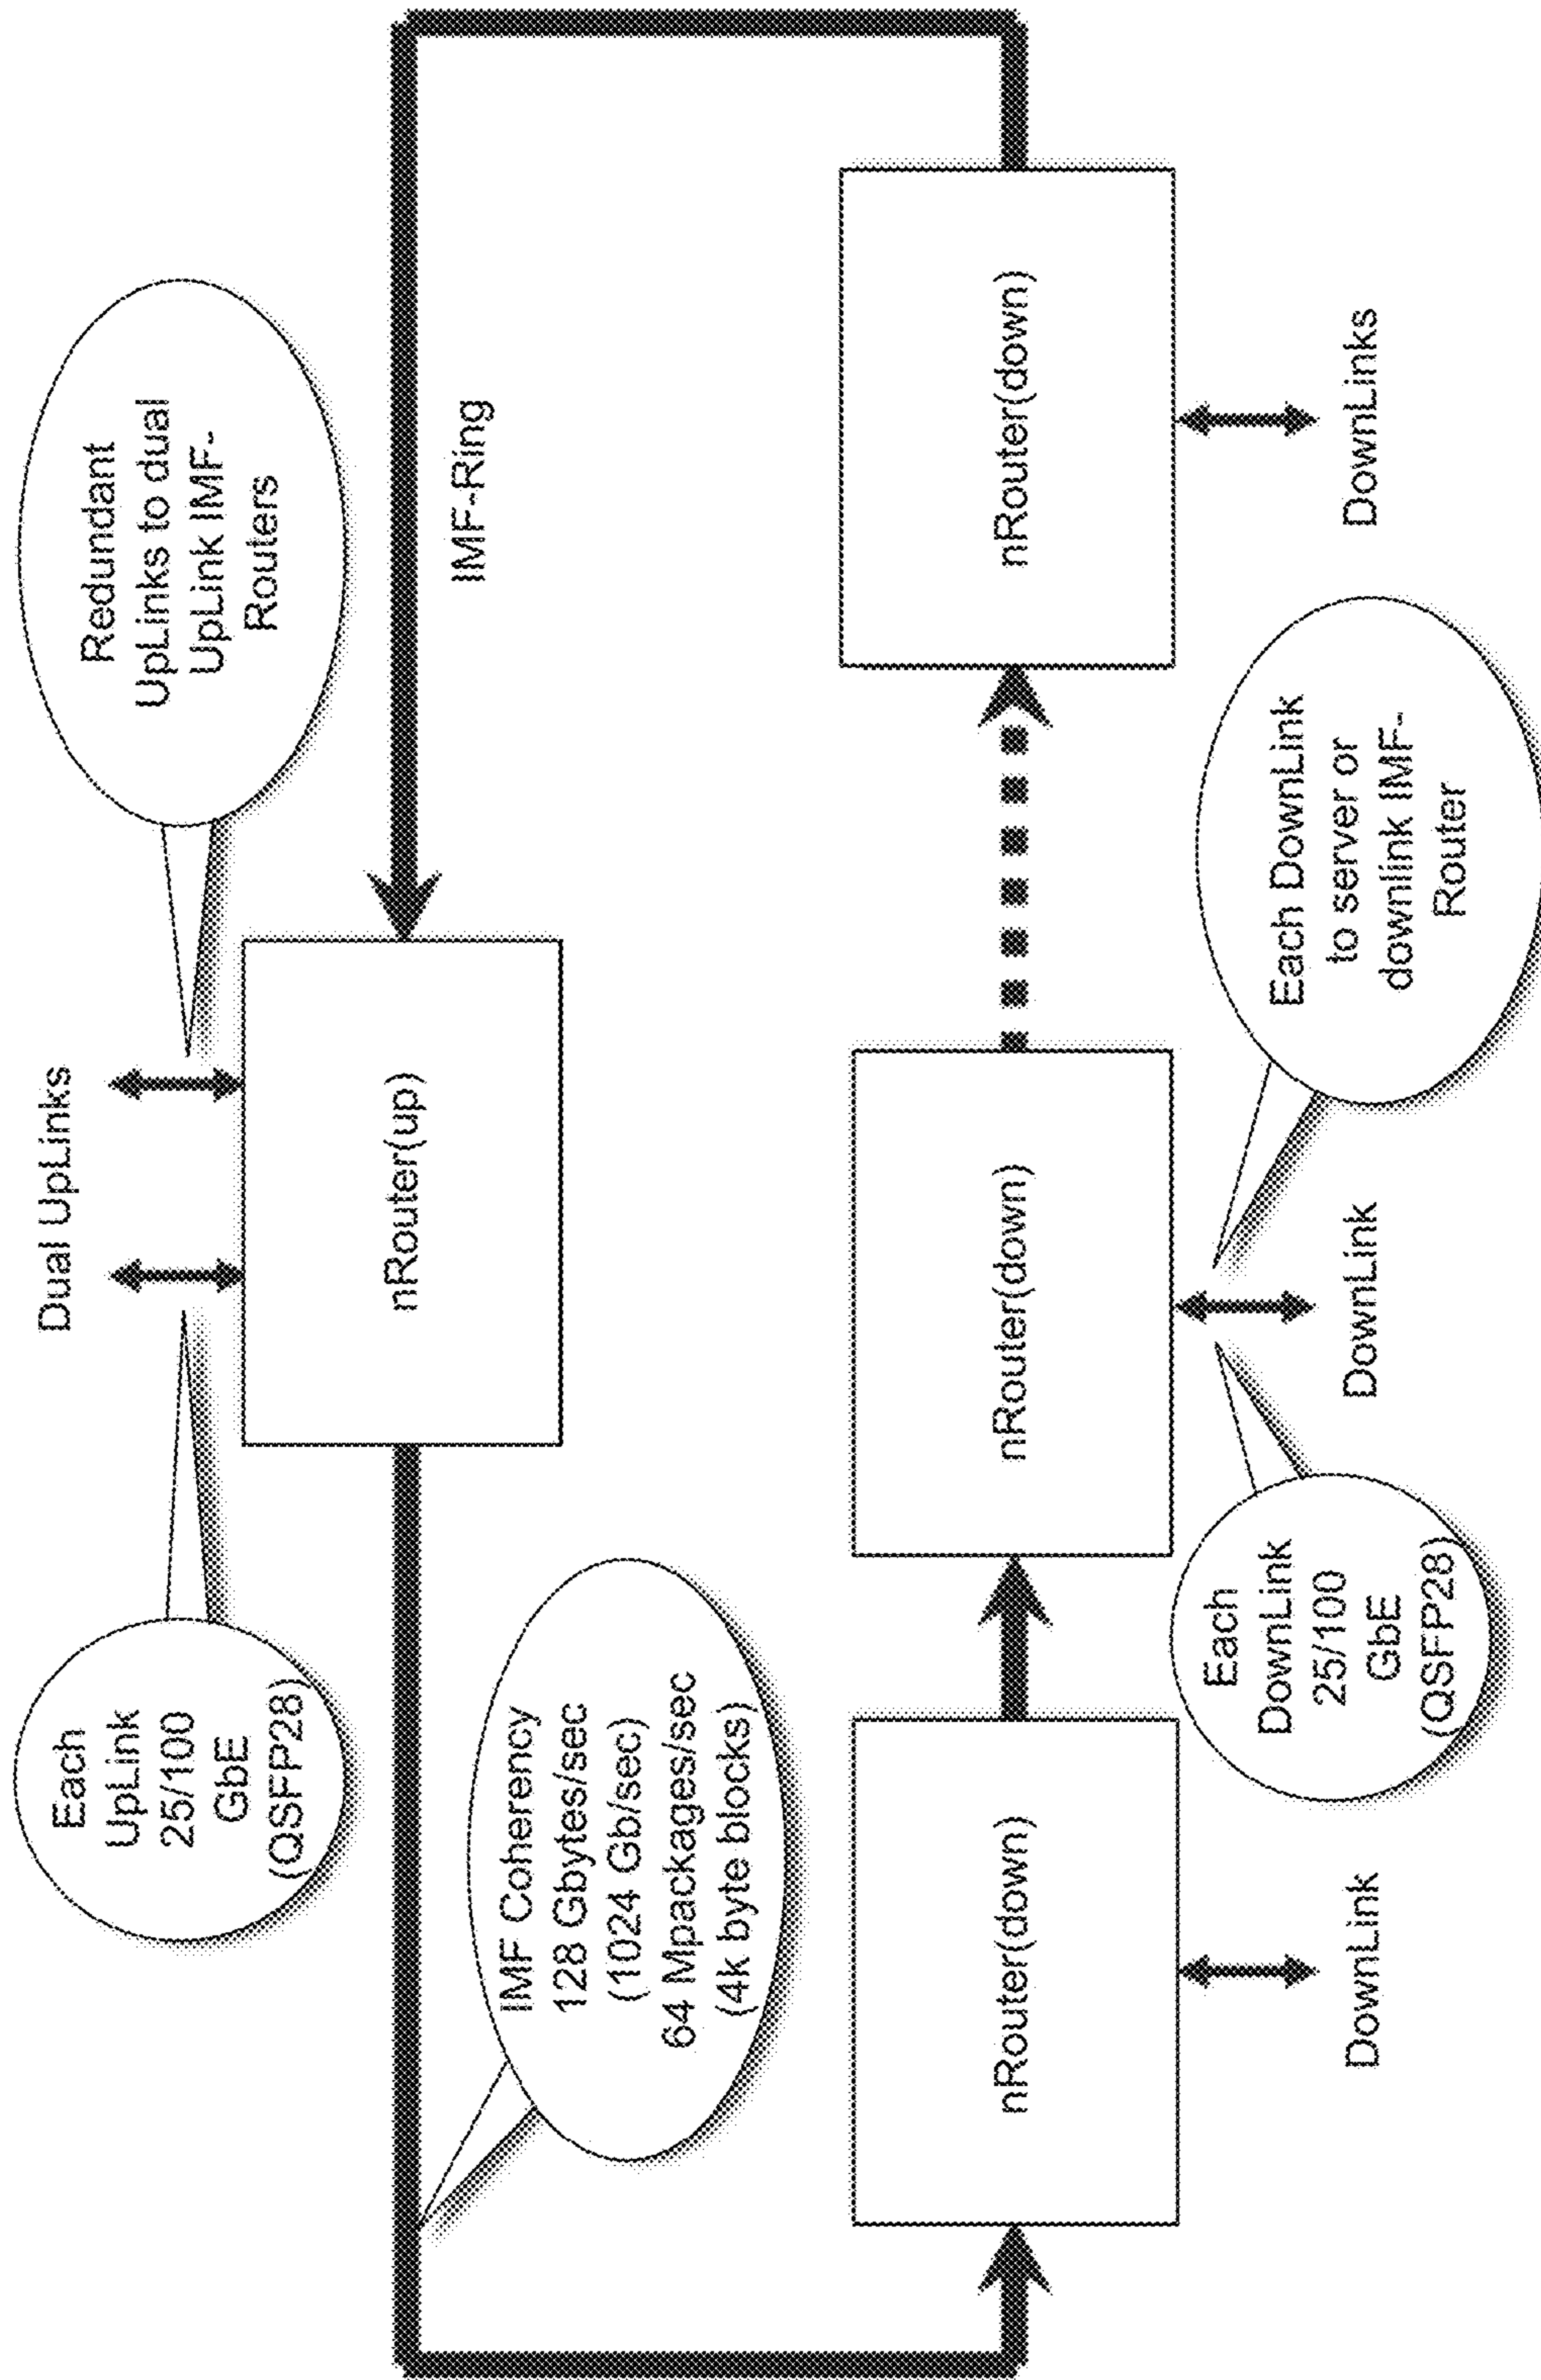 Dual UpLinks
Each
UpLink
25/100
GbE
(QSFP28)
Redundant
UpLinks to dual
UpLink IMF-
Routers
nRouter(up)
IMF-Ring
IMF Coherency
128 Gbytes/sec
(1024 Gb/sec)
64 Mpackages/sec
(4k byte blocks)
nRouter(down)
nRouter(down)
nRouter(down)
Each
DownLink
25/100
GbE
(QSFP28)
Each DownLink
to server or
downlink IMF-
Router
DownLink
DownLink
DownLinks